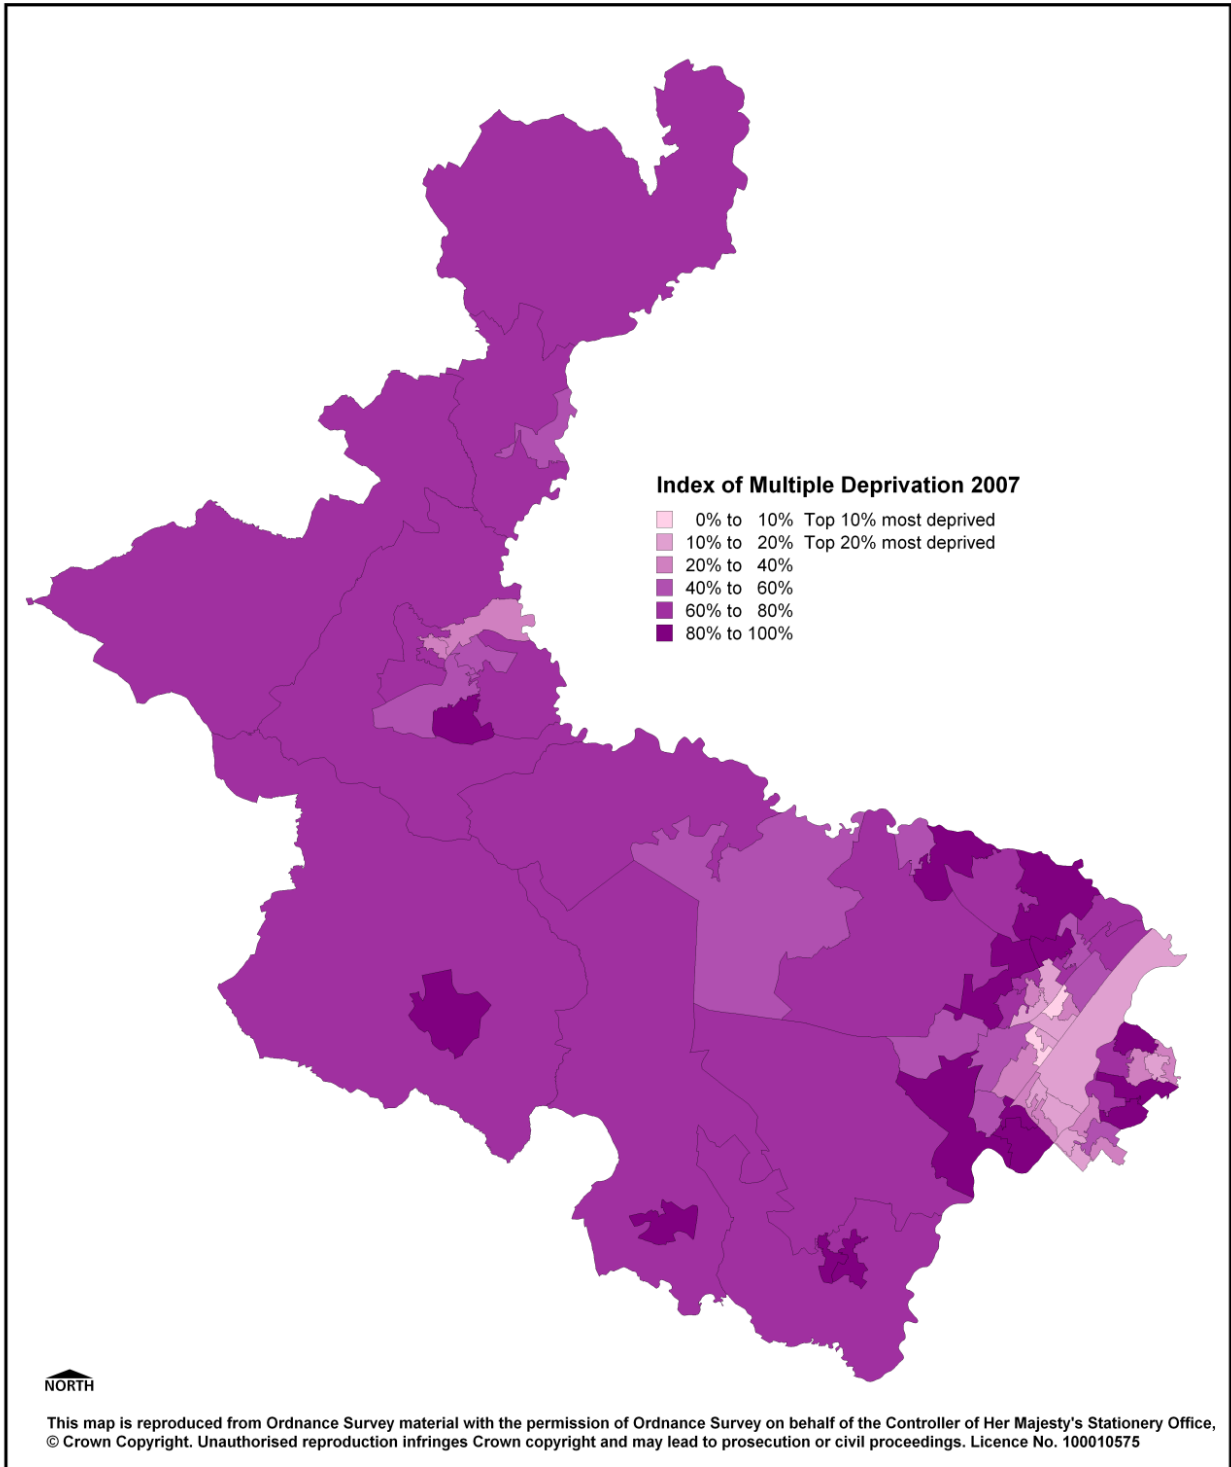 Index of Multiple Deprivation 2007
0% to 10% Top 10% most deprived
10% to 20% Top 20% most deprived
20% to 40%
40% to 60%
60% to 80%
80% to 100%
NORTH
This map is reproduced from Ordnance Survey material with the permission of Ordnance Survey on behalf of the Controller of Her Majesty's Stationery Office,
© Crown Copyright. Unauthorised reproduction infringes Crown copyright and may lead to prosecution or civil proceedings. Licence No. 100010575